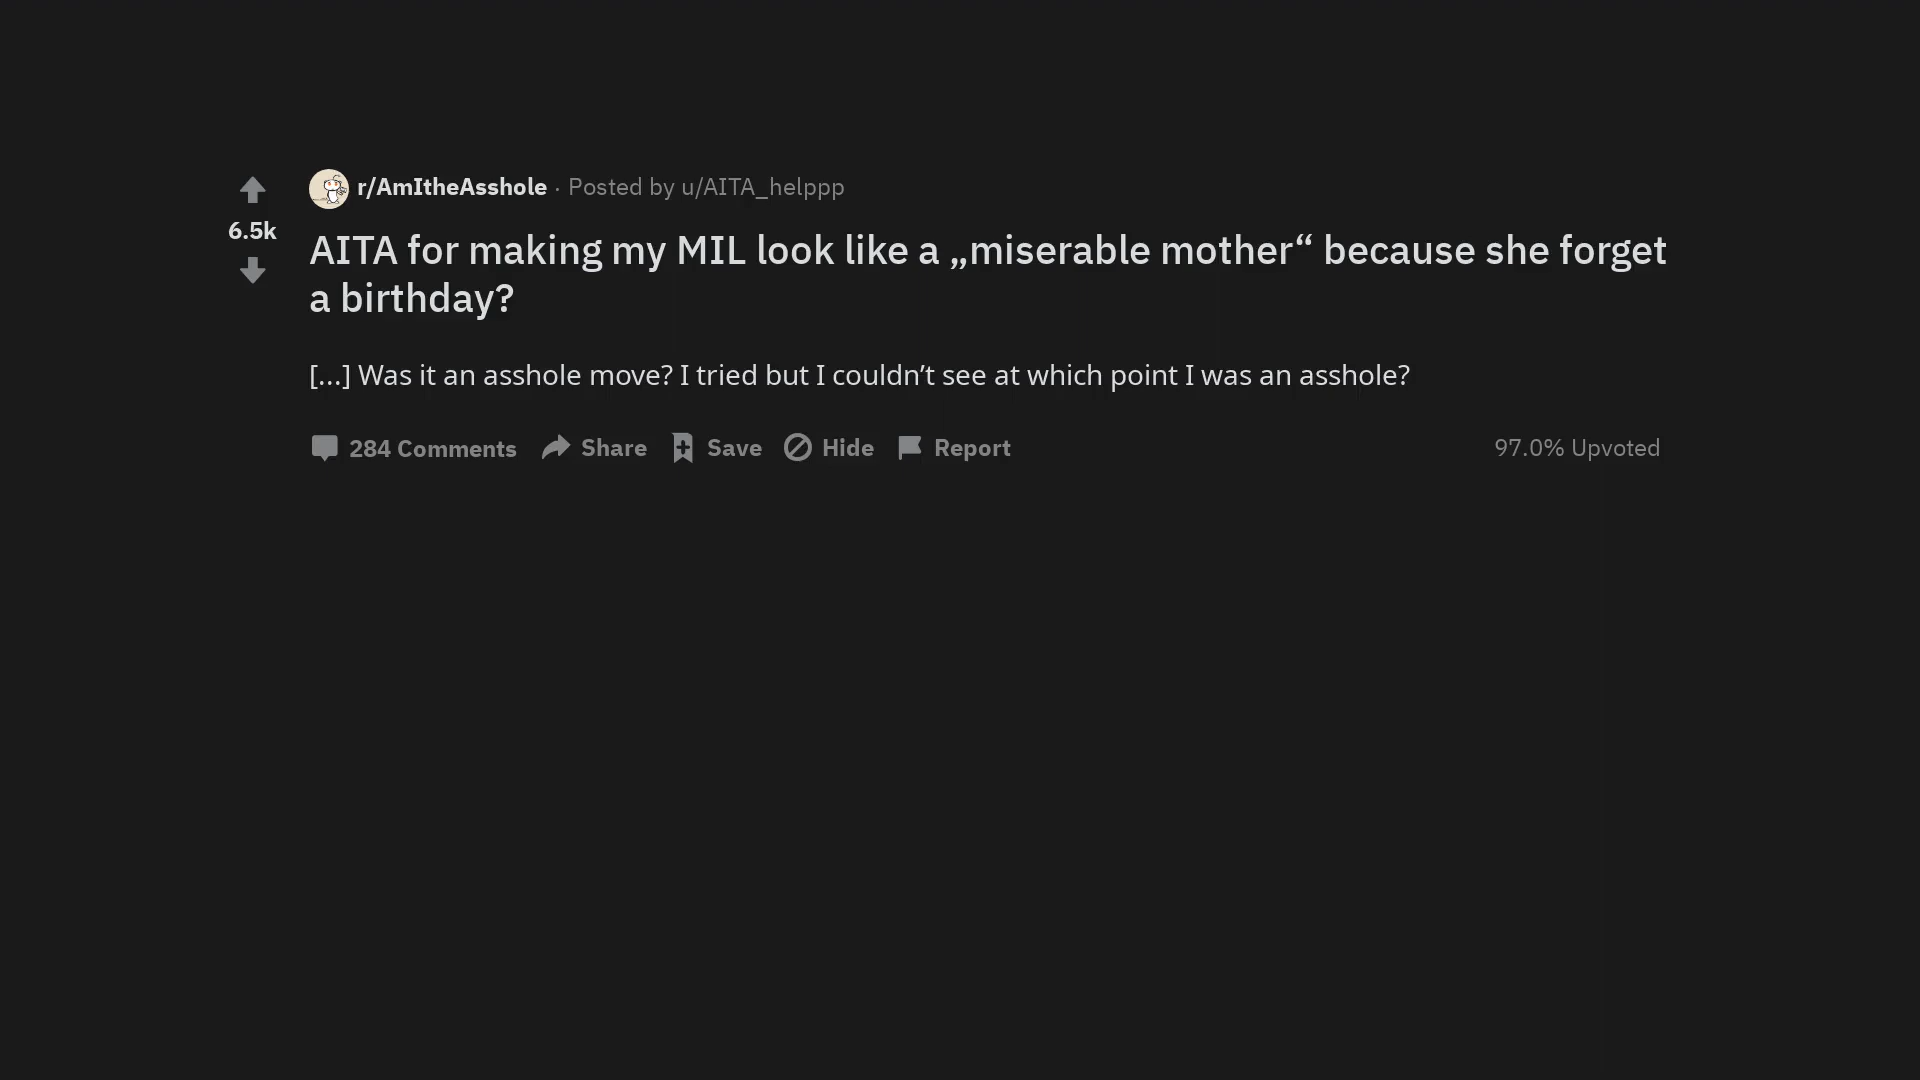 r/AmItheAsshole · Posted by u/AITA_helppp
6.5k
AITA for making my MIL look like a „miserable mother“ because she forget
a birthday?
[...] Was it an asshole move? I tried but I couldn’t see at which point I was an asshole?
284 Comments Share Save Hide Report 97.0% Upvoted